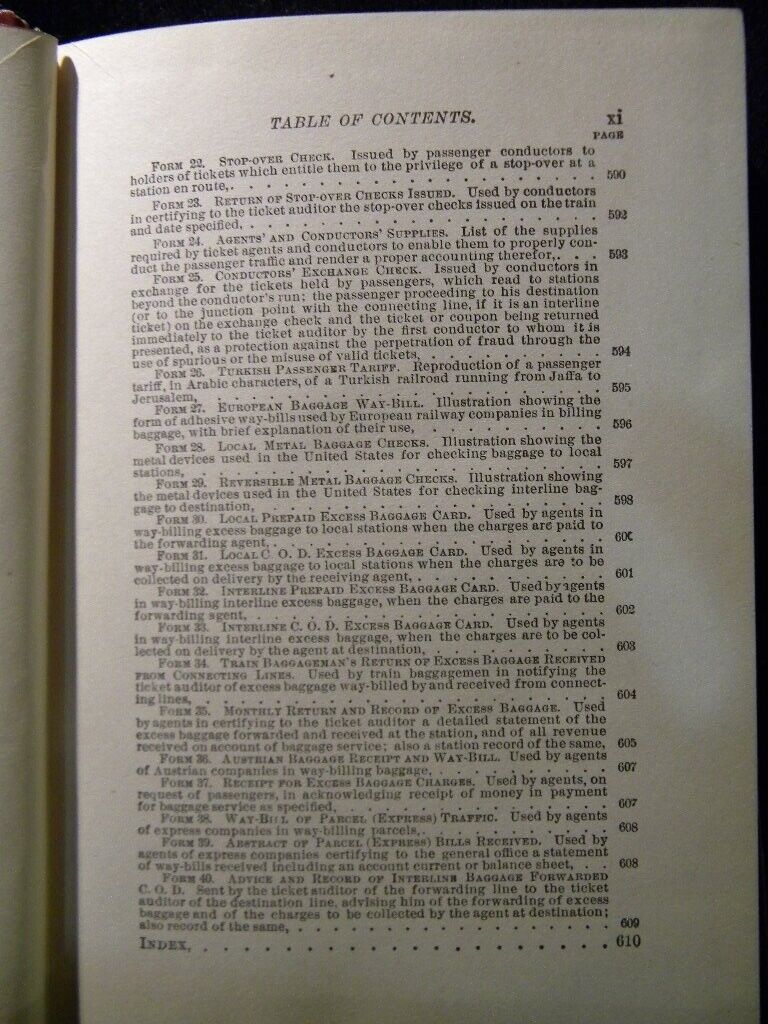 TABLE OF CONTENTS. xi
PAGE
FORM 22. STOP-OVER CHECK. Issued by passenger conductors to
holders of tickets which entitle them to the privilege of a stop-over at a
station en route, . . . . . . . . . . . . . . . . . 590
FORM 23. RETURN OF STOP-OVER CHECKS ISSUED. Used by conductors
in certifying to the ticket auditor the stop-over checks issued on the train
and date specified, . . . . . . . . . . . . . . . . . 592
FORM 24. AGENTS' AND CONDUCTORS' SUPPLIES. List of the supplies
required by ticket agents and conductors to enable them to properly con-
duct the passenger traffic and render a proper accounting therefor, . . . 593
FORM 25. CONDUCTORS' EXCHANGE CHECK. Issued by conductors in
exchange for the tickets held by passengers, which read to stations
beyond the conductor's run; the passenger proceeding to his destination
(or to the junction point with the connecting line, if it is an interline
ticket) on the exchange check and the ticket or coupon being returned
immediately to the ticket auditor by the first conductor to whom it is
presented, as a protection against the perpetration of fraud through the
use of spurious or the misuse of valid tickets, . . . . . . . . . 594
FORM 26. TURKISH PASSENGER TARIFF. Reproduction of a passenger
tariff, in Arabic characters, of a Turkish railroad running from Jaffa to
Jerusalem, . . . . . . . . . . . . . . . . . . 595
FORM 27. EUROPEAN BAGGAGE WAY-BILL. Illustration showing the
form of adhesive way-bills used by European railway companies in billing
baggage, with brief explanation of their use, . . . . . . . . . 596
FORM 28. LOCAL METAL BAGGAGE CHECKS. Illustration showing the
metal devices used in the United States for checking baggage to local
stations, . . . . . . . . . . . . . . . . . . . 597
FORM 29. REVERSIBLE METAL BAGGAGE CHECKS. Illustration showing
the metal devices used in the United States for checking interline bag-
gage to destination, . . . . . . . . . . . . . . . . 598
FORM 30. LOCAL PREPAID EXCESS BAGGAGE CARD. Used by agents in
way-billing excess baggage to local stations when the charges are paid to
the forwarding agent, . . . . . . . . . . . . . . . 600
FORM 31. LOCAL C. O. D. EXCESS BAGGAGE CARD. Used by agents in
way-billing excess baggage to local stations when the charges are to be
collected on delivery by the receiving agent, . . . . . . . . . 601
FORM 32. INTERLINE PREPAID EXCESS BAGGAGE CARD. Used by agents
in way-billing interline excess baggage, when the charges are paid to the
forwarding agent, . . . . . . . . . . . . . . . . 602
FORM 33. INTERLINE C. O. D. EXCESS BAGGAGE CARD. Used by agents
in way-billing interline excess baggage, when the charges are to be col-
lected on delivery by the agent at destination, . . . . . . . . . 603
FORM 34. TRAIN BAGGAGEMAN'S RETURN OF EXCESS BAGGAGE RECEIVED
FROM CONNECTING LINES. Used by train baggagemen in notifying the
ticket auditor of excess baggage way-billed by and received from connect-
ing lines, . . . . . . . . . . . . . . . . . . 604
FORM 35. MONTHLY RETURN AND RECORD OF EXCESS BAGGAGE. Used
by agents in certifying to the ticket auditor a detailed statement of the
excess baggage forwarded and received at the station, and of all revenue
received on account of baggage service; also a station record of the same, 605
FORM 36. AUSTRIAN BAGGAGE RECEIPT AND WAY-BILL. Used by agents
of Austrian companies in way-billing baggage, . . . . . . . . 607
FORM 37. RECEIPT FOR EXCESS BAGGAGE CHARGES. Used by agents, on
request of passengers, in acknowledging receipt of money in payment
for baggage service as specified, . . . . . . . . . . . . 607
FORM 38. WAY-BILL OF PARCEL (EXPRESS) TRAFFIC. Used by agents
of express companies in way-billing parcels, . . . . . . . . . 608
FORM 39. ABSTRACT OF PARCEL (EXPRESS) BILLS RECEIVED. Used by
agents of express companies certifying to the general office a statement
of way-bills received including an account current or balance sheet, . . 608
FORM 40. ADVICE AND RECORD OF INTERLINE BAGGAGE FORWARDED
C. O. D. Sent by the ticket auditor of the forwarding line to the ticket
auditor of the destination line, advising him of the forwarding of excess
baggage and of the charges to be collected by the agent at destination;
also record of the same, . . . . . . . . . . . . . . 609
INDEX, . . . . . . . . . . . . . . . . . . . 610